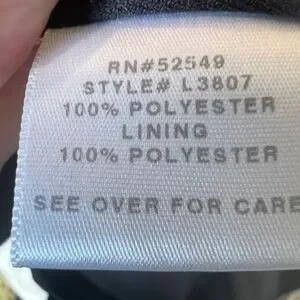 RN#52549
STYLE# L3807
100% POLYESTER
LINING
100% POLYESTER
SEE OVER FOR CARE